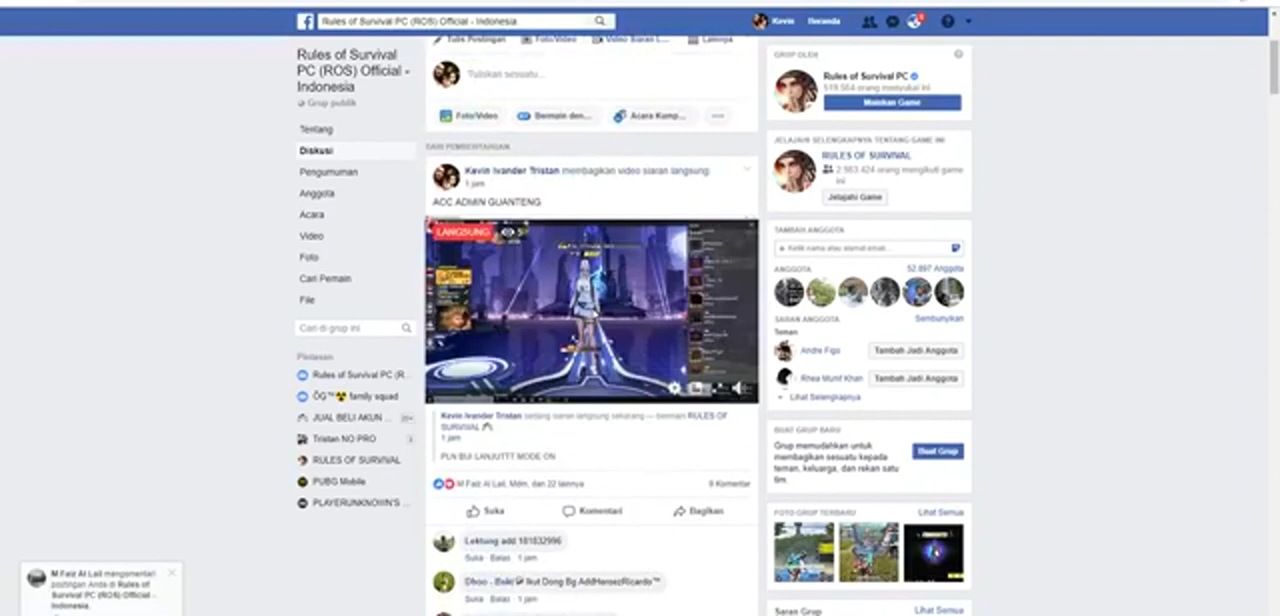 Rules of Survival PC (ROS) Official - Indonesia
Kevin
Beranda
Rules of Survival
PC (ROS) Official -
Indonesia
Grup publik
Tentang
Diskusi
Pengumuman
Anggota
Acara
Video
Foto
Cari Pemain
File
Cari di grup ini
Pintasan
Rules of Survival PC (R...
ÕG™☢ family squad
JUAL BELI AKUN ...
20+
Tristan NO PRO
3
RULES OF SURVIVAL
PUBG Mobile
PLAYERUNKNOWN'S ...
M Faiz Al Lail mengomentari
postingan Anda di Rules of
Survival PC (ROS) Official -
Indonesia.
Tulis Postingan
Foto/Video
Video Siaran L...
Lainnya
Tuliskan sesuatu...
Foto/Video
Bermain den...
Acara Kump...
DARI PEMBERITAHUAN
Kevin Ivander Tristan membagikan video siaran langsung
1 jam
ACC ADMIN GUANTENG
LANGSUNG
5
Kevin Ivander Tristan sedang siaran langsung sekarang — bermain RULES OF
SURVIVAL
1 jam
PLN BUI LANJUTTT MODE ON
M Faiz Al Lail, Mdm, dan 22 lainnya
9 Komentar
Suka
Komentari
Bagikan
Lektung add 181832996
Suka · Balas · 1 jam
Ikut Dong Bg AddHensezRicardo™
Suka · Balas · 1 jam
GRUP OLEH
Rules of Survival PC
519.564 orang menyukai ini
Mainkan Game
JELAJAHI SELENGKAPNYA TENTANG GAME INI
RULES OF SURVIVAL
2.983.424 orang mengikuti game
ini
Jelajahi Game
TAMBAH ANGGOTA
+ Ketik nama atau alamat email...
ANGGOTA
52.897 Anggota
SARAN ANGGOTA
Sembunyikan
Teman
Andre Figo
Tambah Jadi Anggota
Rhea Munif Khan
Tambah Jadi Anggota
Lihat Selengkapnya
BUAT GRUP BARU
Grup memudahkan untuk
membagikan sesuatu kepada
teman, keluarga, dan rekan satu
tim.
Buat Grup
FOTO GRUP TERBARU
Lihat Semua
Saran Grup
Lihat Semua